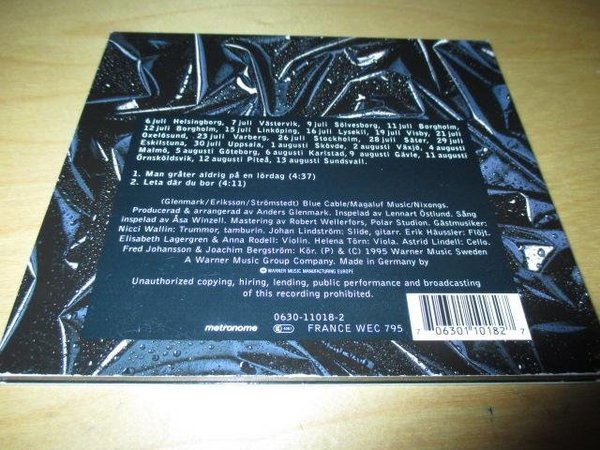 6 juli Helsingborg, 7 juli Västervik, 9 juli Sölvesborg, 11 juli Borgholm,
12 juli Borgholm, 15 juli Linköping, 16 juli Lysekil, 19 juli Visby, 21 juli
Oxelösund, 23 juli Varberg, 26 juli Stockholm, 28 juli Säter, 29 juli
Eskilstuna, 30 juli Uppsala, 1 augusti Skövde, 2 augusti Växjö, 4 augusti
Malmö, 5 augusti Göteborg, 6 augusti Karlstad, 9 augusti Gävle, 11 augusti
Örnsköldsvik, 12 augusti Piteå, 13 augusti Sundsvall.
1. Man gråter aldrig på en lördag (4:37)
2. Leta där du bor (4:11)
(Glenmark/Eriksson/Strömstedt) Blue Cable/Magaluf Music/Nixongs.
Producerad & arrangerad av Anders Glenmark. Inspelad av Lennart Östlund. Sång
inspelad av Åsa Winzell. Mastering av Robert Wellerfors, Polar Studion. Gästmusiker:
Nicci Wallin: Trummor, tamburin. Johan Lindström: Slide, gitarr. Erik Häussler: Flöjt.
Elisabeth Lagergren & Anna Rodell: Violin. Helena Törn: Viola. Astrid Lindell: Cello.
Fred Johansson & Joachim Bergström: Kör. (P) & (C) 1995 Warner Music Sweden
A Warner Music Group Company. Made in Germany by
WARNER MUSIC MANUFACTURING EUROPE
Unauthorized copying, hiring, lending, public performance and broadcasting
of this recording prohibited.
0630-11018-2
metronome FRANCE WEC 795
7 06301 10182 7